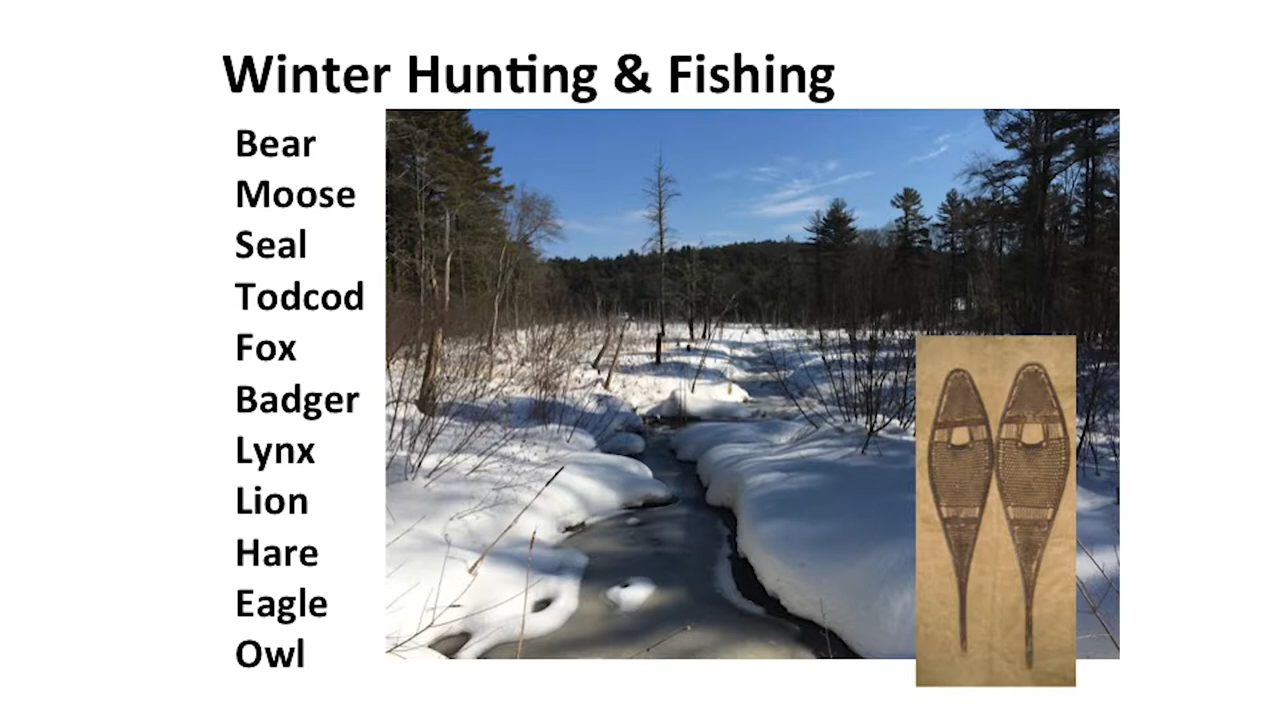 Winter Hunting & Fishing
Bear
Moose
Seal
Todcod
Fox
Badger
Lynx
Lion
Hare
Eagle
Owl